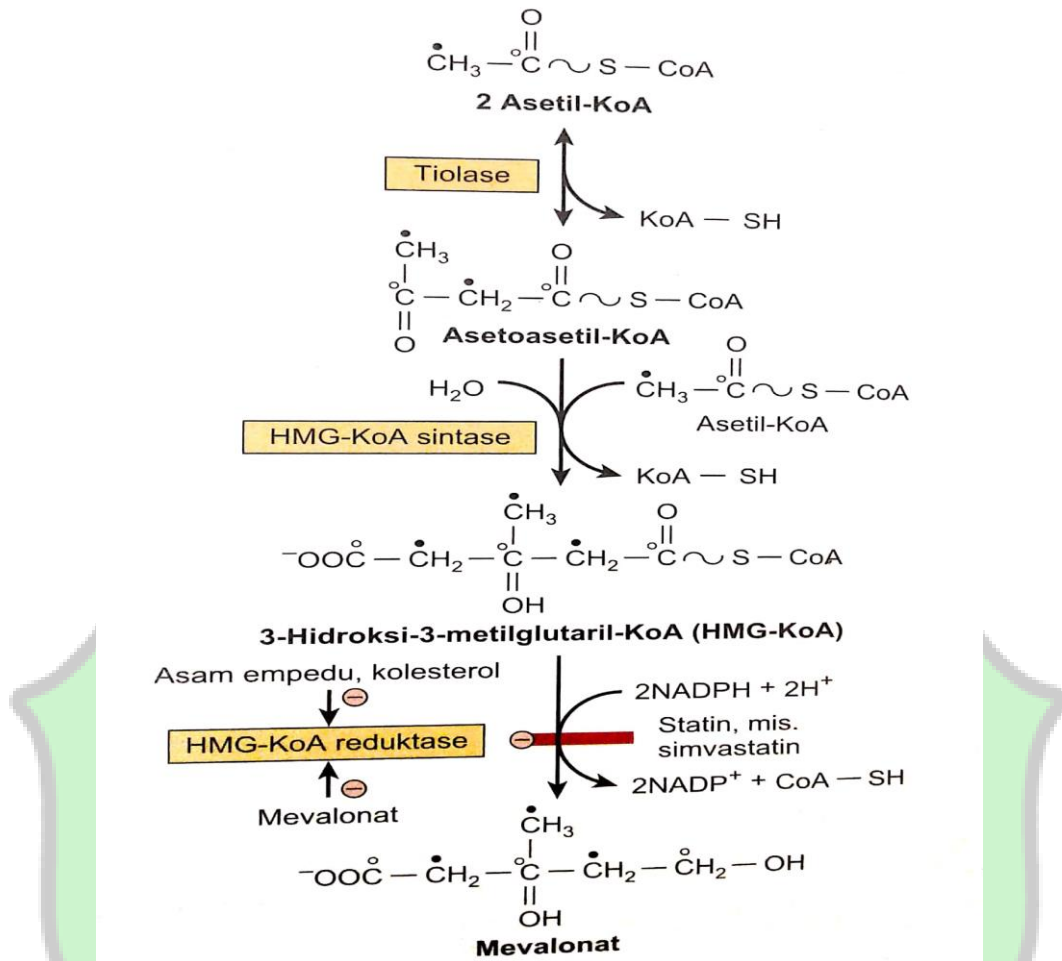 O
||
•CH₃ — °C ~ S — CoA
2 Asetil-KoA
Tiolase
KoA — SH
•CH₃
O
||
°C — •CH₂ — °C ~ S — CoA
||
O
Asetoasetil-KoA
H₂O
O
||
•CH₃ — °C ~ S — CoA
Asetil-KoA
HMG-KoA sintase
KoA — SH
•CH₃
O
||
⁻OOC° — •CH₂ — °C — •CH₂ — °C ~ S — CoA
||
OH
3-Hidroksi-3-metilglutaril-KoA (HMG-KoA)
Asam empedu, kolesterol
−
HMG-KoA reduktase
−
Mevalonat
2NADPH + 2H⁺
−
Statin, mis.
simvastatin
2NADP⁺ + CoA — SH
•CH₃
⁻OOC° — •CH₂ — °C — •CH₂ — °CH₂ — OH
||
OH
Mevalonat